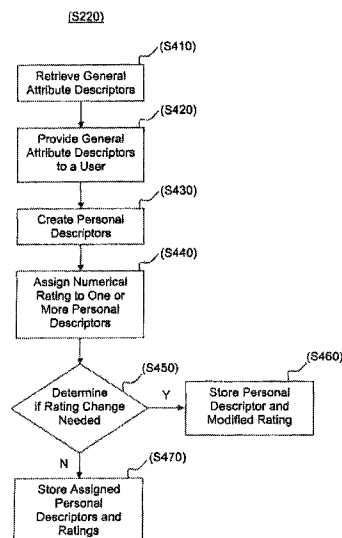 (S220)
(S410)
Retrieve General
Attribute Descriptors
(S420)
Provide General
Attribute Descriptors
to a User
(S430)
Create Personal
Descriptors
(S440)
Assign Numerical
Rating to One or
More Personal
Descriptors
(S450)
Determine
if Rating Change
Needed
Y
(S460)
Store Personal
Descriptor and
Modified Rating
N
(S470)
Store Assigned
Personal
Descriptors and
Ratings